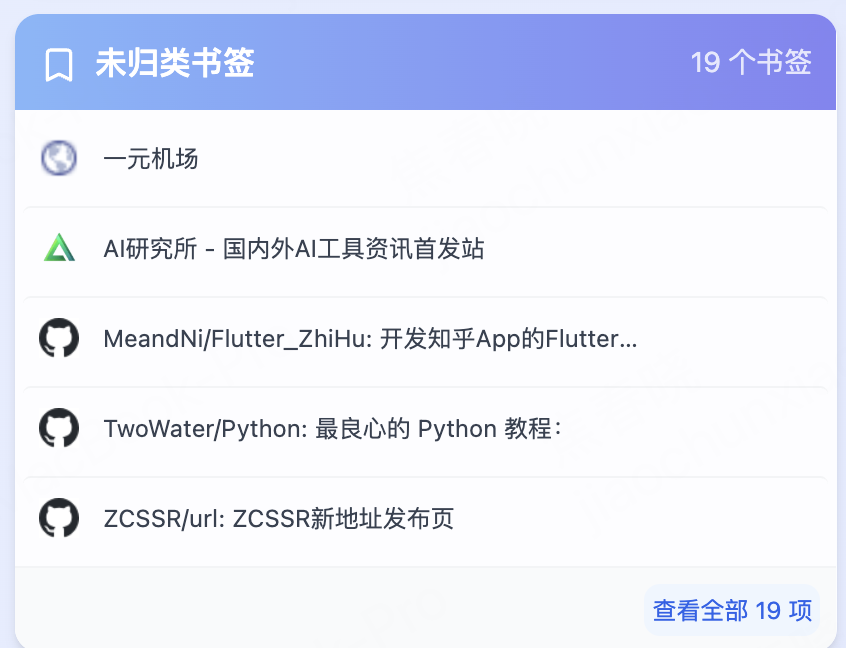 未归类书签
19 个书签
一元机场
AI研究所 - 国内外AI工具资讯首发站
MeandNi/Flutter_ZhiHu: 开发知乎App的Flutter...
TwoWater/Python: 最良心的 Python 教程：
ZCSSR/url: ZCSSR新地址发布页
查看全部 19 项